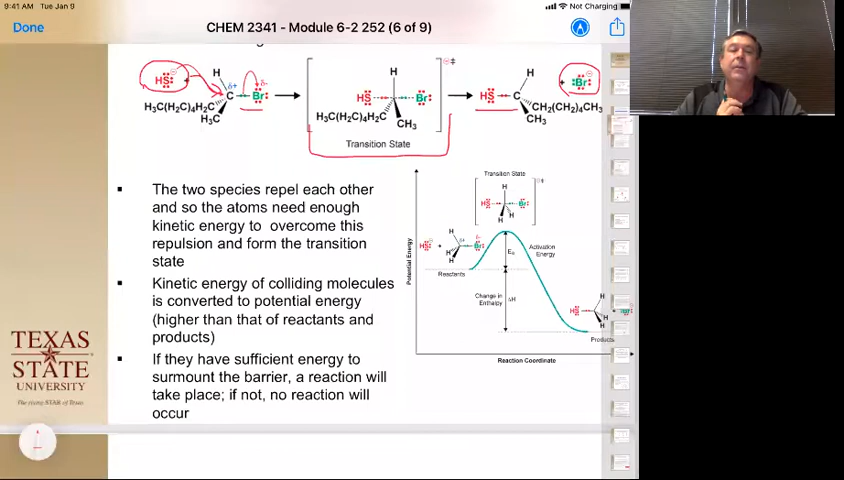 9:41 AM Tue Jan 9
Not Charging
Done
CHEM 2341 - Module 6-2 252 (6 of 9)
HS
H
δ+
δ-
C
Br
H₃C(H₂C)₄H₂C
H₃C
H
HS
Br
H₃C(H₂C)₄H₂C
CH₃
Transition State
‡
HS
H
C
CH₂(CH₂)₄CH₃
CH₃
+ Br
The two species repel each other
and so the atoms need enough
kinetic energy to overcome this
repulsion and form the transition
state
Kinetic energy of colliding molecules
is converted to potential energy
(higher than that of reactants and
products)
If they have sufficient energy to
surmount the barrier, a reaction will
take place; if not, no reaction will
occur
Transition State
H
HS
Br
H H
‡
Potential Energy
HS + Br
Reactants
Activation
Energy
Change in
Enthalpy
ΔH
HS
H
H
H
Products
Reaction Coordinate
TEXAS
STATE
UNIVERSITY
The rising STAR of Texas